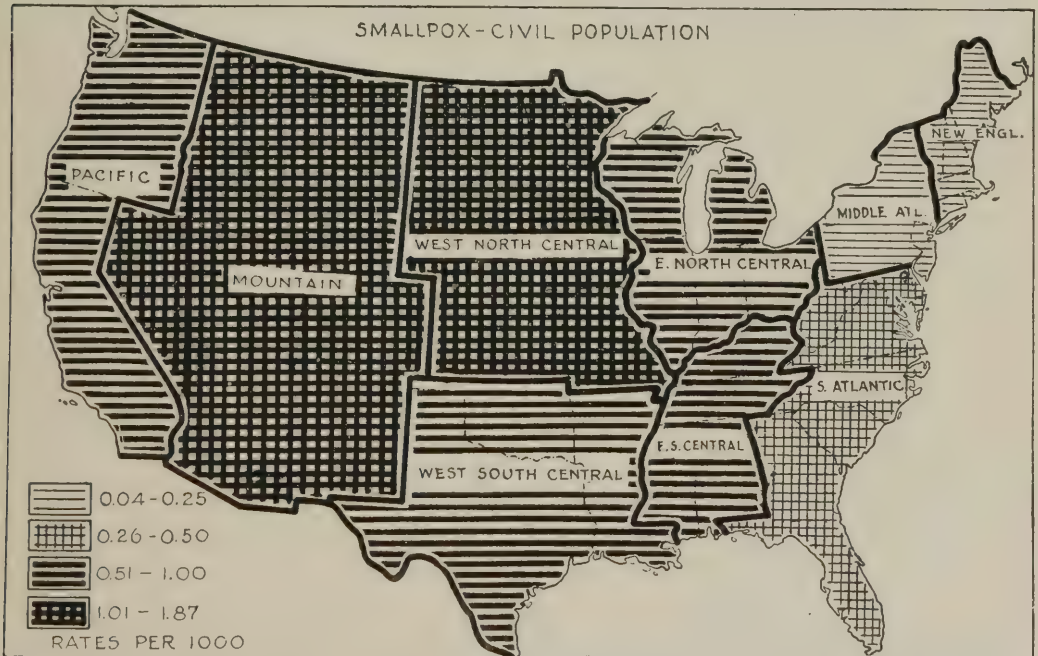 SMALLPOX-CIVIL POPULATION
NEW ENGL.
PACIFIC
MIDDLE ATL.
WEST NORTH CENTRAL
E. NORTH CENTRAL
MOUNTAIN
S. ATLANTIC
E.S. CENTRAL
WEST SOUTH CENTRAL
0.04-0.25
0.26-0.50
0.51-1.00
1.01-1.87
RATES PER 1000